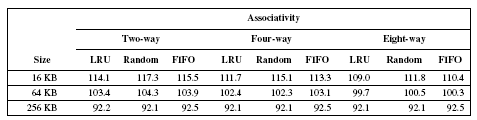 Associativity
Two-way Four-way Eight-way
Size LRU Random FIFO LRU Random FIFO LRU Random FIFO
16 KB 114.1 117.3 115.5 111.7 115.1 113.3 109.0 111.8 110.4
64 KB 103.4 104.3 103.9 102.4 102.3 103.1 99.7 100.5 100.3
256 KB 92.2 92.1 92.5 92.1 92.1 92.5 92.1 92.1 92.5